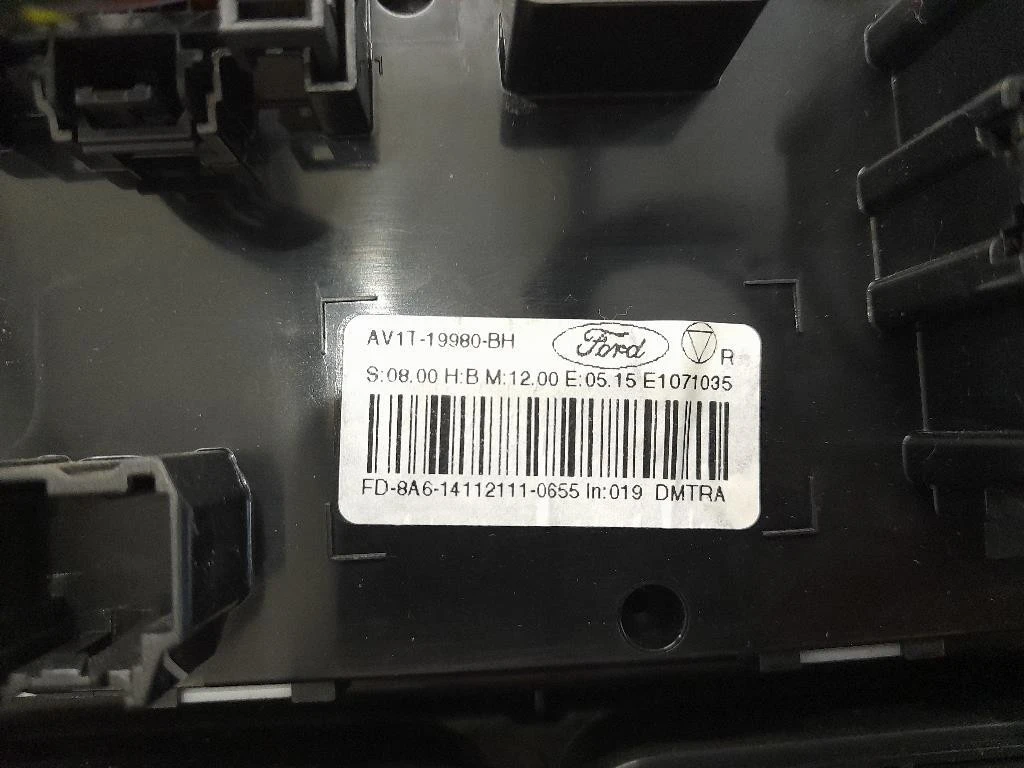 AV1T-19980-BH Ford R
S:08.00 H:B M:12.00 E:05.15 E1071035
FD-8A6-14112111-0655 In:019 DMTRA